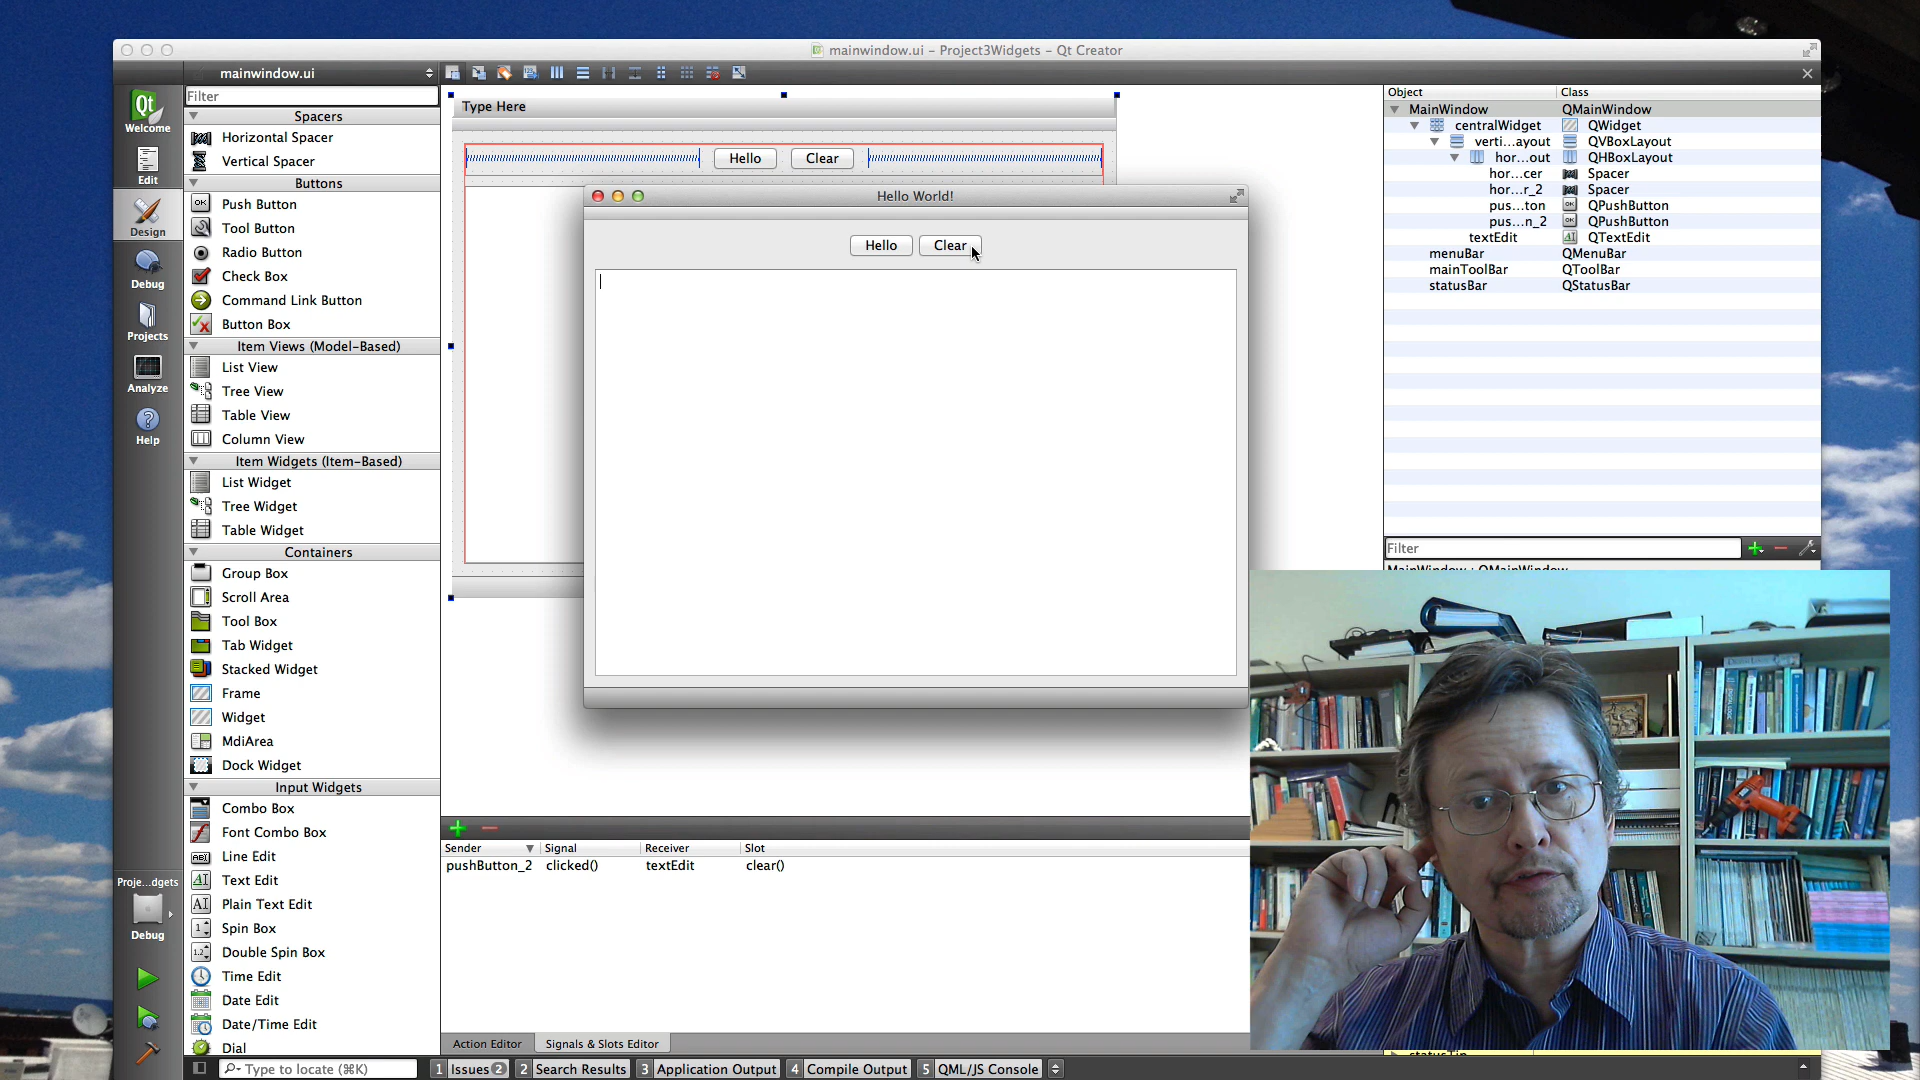 mainwindow.ui - Project3Widgets - Qt Creator
mainwindow.ui
Qt
Welcome
Edit
Design
Debug
Projects
Analyze
Help
Proje...dgets
Debug
Filter
Spacers
Horizontal Spacer
Vertical Spacer
Buttons
Push Button
Tool Button
Radio Button
Check Box
Command Link Button
Button Box
Item Views (Model-Based)
List View
Tree View
Table View
Column View
Item Widgets (Item-Based)
List Widget
Tree Widget
Table Widget
Containers
Group Box
Scroll Area
Tool Box
Tab Widget
Stacked Widget
Frame
Widget
MdiArea
Dock Widget
Input Widgets
Combo Box
Font Combo Box
Line Edit
Text Edit
Plain Text Edit
Spin Box
Double Spin Box
Time Edit
Date Edit
Date/Time Edit
Dial
Type Here
Hello Clear
Hello World!
Hello Clear
Sender Signal Receiver Slot
pushButton_2 clicked() textEdit clear()
Action Editor Signals & Slots Editor
Object Class
MainWindow QMainWindow
centralWidget QWidget
verti...ayout QVBoxLayout
hor...out QHBoxLayout
hor...cer Spacer
hor...r_2 Spacer
pus...ton QPushButton
pus...n_2 QPushButton
textEdit QTextEdit
menuBar QMenuBar
mainToolBar QToolBar
statusBar QStatusBar
Filter
MainWindow : QMainWindow
statusTip
Type to locate (⌘K)
1 Issues 2 2 Search Results 3 Application Output 4 Compile Output 5 QML/JS Console